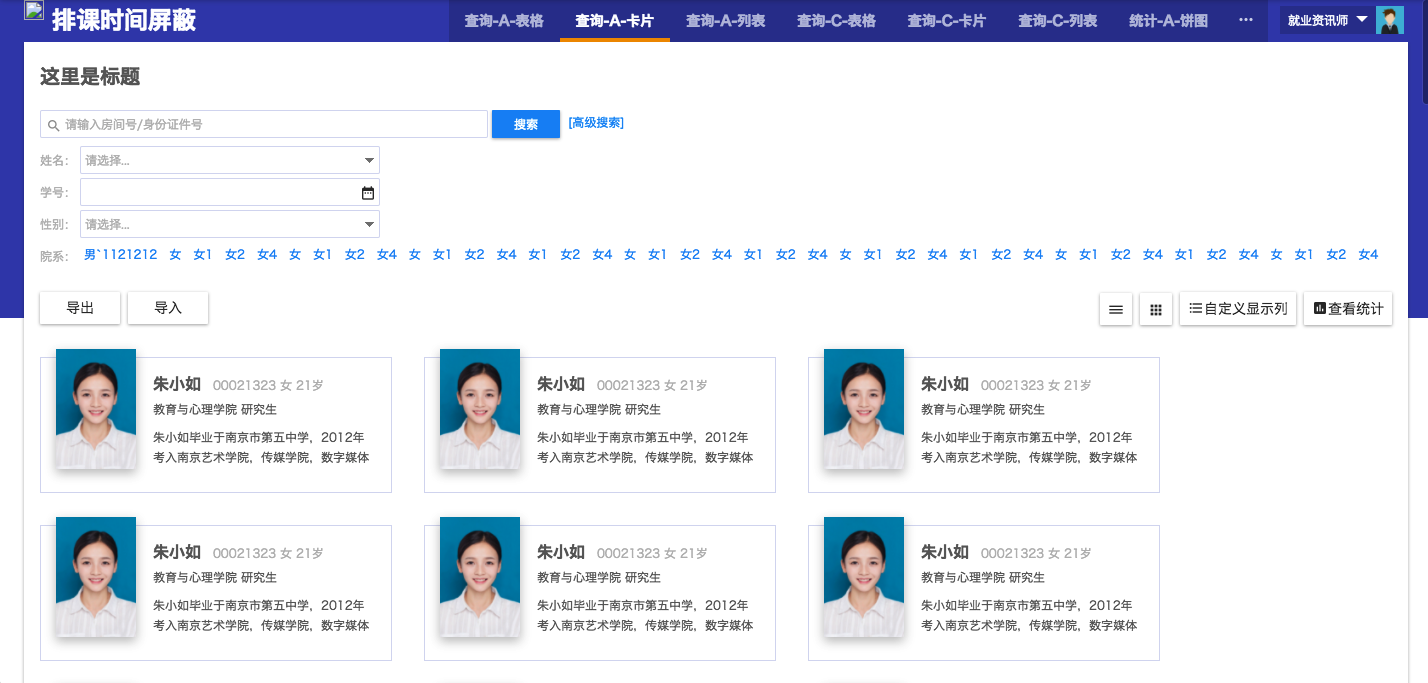 排课时间屏蔽
查询-A-表格 查询-A-卡片 查询-A-列表 查询-C-表格 查询-C-卡片 查询-C-列表 统计-A-饼图 ··· 就业资讯师
这里是标题
请输入房间号/身份证件号 搜索 [高级搜索]
姓名： 请选择...
学号：
性别： 请选择...
院系： 男`1121212 女 女1 女2 女4 女 女1 女2 女4 女 女1 女2 女4 女1 女2 女4 女 女1 女2 女4 女1 女2 女4 女 女1 女2 女4 女1 女2 女4 女 女1 女2 女4 女1 女2 女4 女 女1 女2 女4
导出 导入 自定义显示列 查看统计
朱小如 00021323 女 21岁
教育与心理学院 研究生
朱小如毕业于南京市第五中学，2012年
考入南京艺术学院，传媒学院，数字媒体
朱小如 00021323 女 21岁
教育与心理学院 研究生
朱小如毕业于南京市第五中学，2012年
考入南京艺术学院，传媒学院，数字媒体
朱小如 00021323 女 21岁
教育与心理学院 研究生
朱小如毕业于南京市第五中学，2012年
考入南京艺术学院，传媒学院，数字媒体
朱小如 00021323 女 21岁
教育与心理学院 研究生
朱小如毕业于南京市第五中学，2012年
考入南京艺术学院，传媒学院，数字媒体
朱小如 00021323 女 21岁
教育与心理学院 研究生
朱小如毕业于南京市第五中学，2012年
考入南京艺术学院，传媒学院，数字媒体
朱小如 00021323 女 21岁
教育与心理学院 研究生
朱小如毕业于南京市第五中学，2012年
考入南京艺术学院，传媒学院，数字媒体